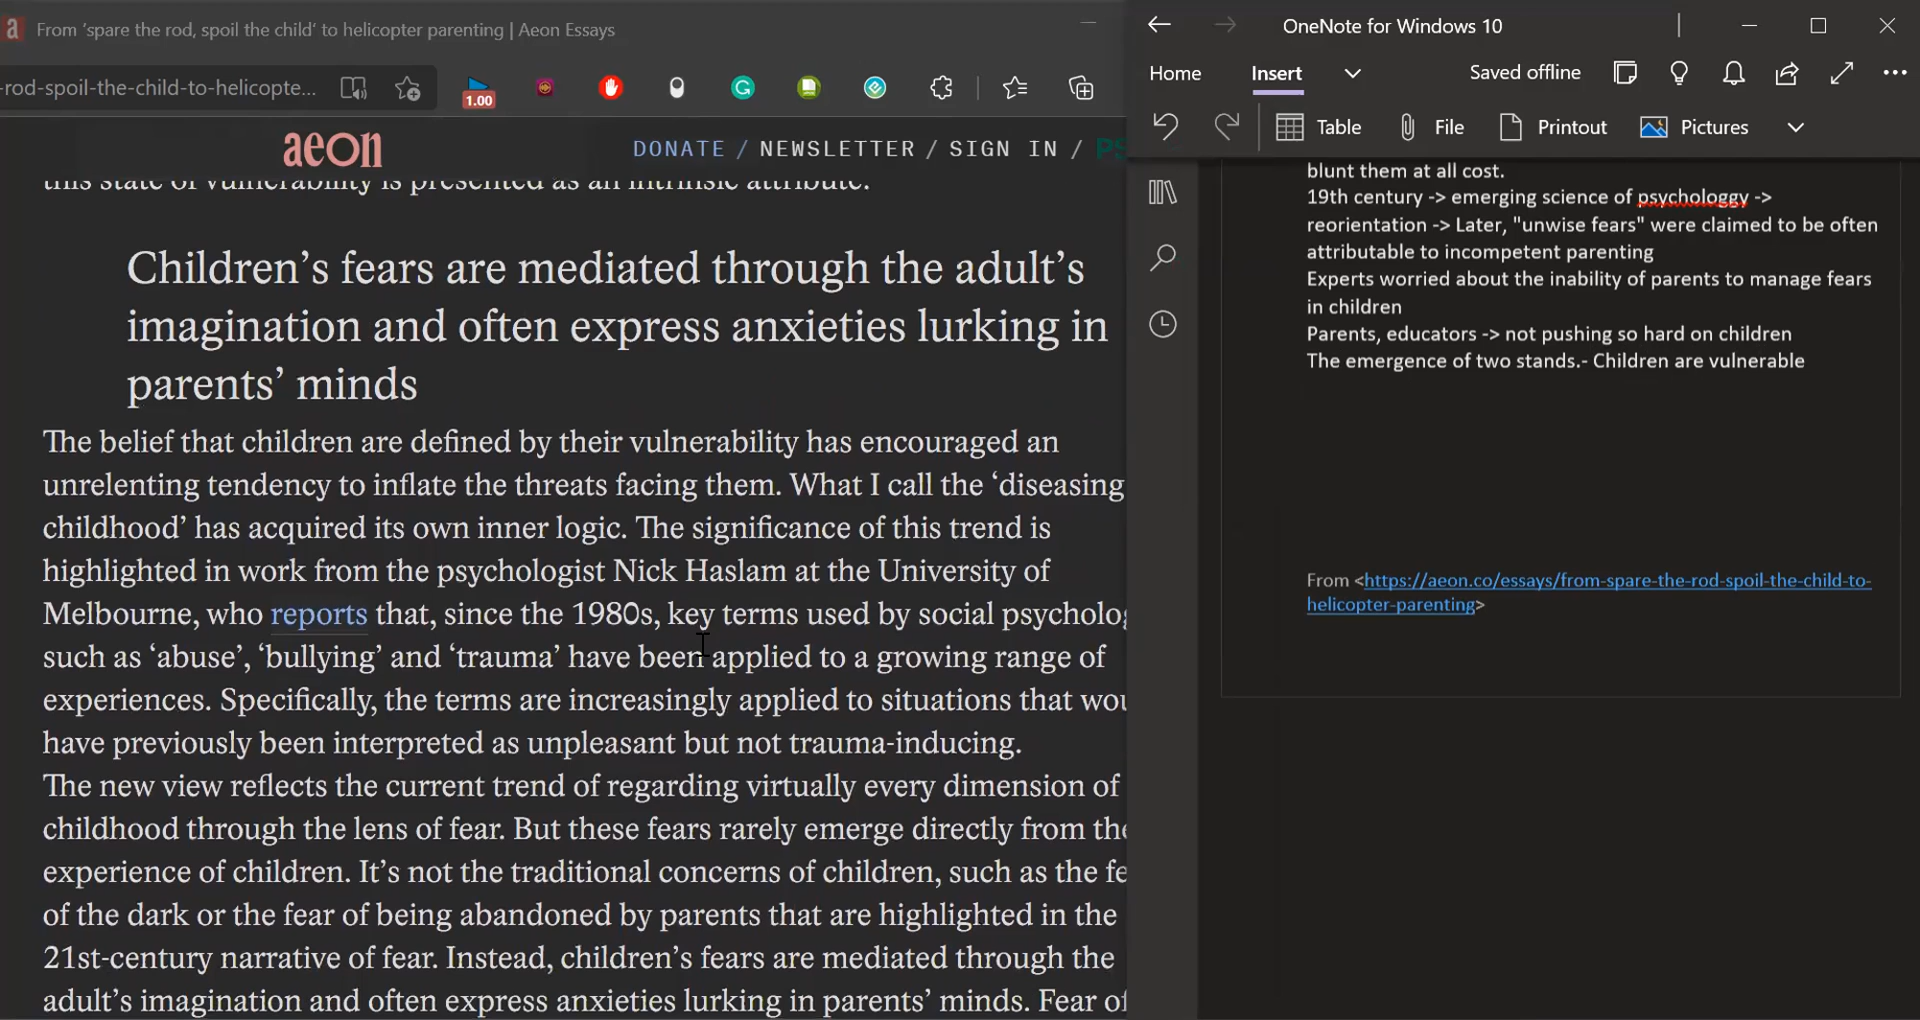 From ‘spare the rod, spoil the child’ to helicopter parenting | Aeon Essays
-rod-spoil-the-child-to-helicopte...
1.00
aeon
DONATE / NEWSLETTER / SIGN IN /
this state of vulnerability is presented as an intrinsic attribute.
Children’s fears are mediated through the adult’s
imagination and often express anxieties lurking in
parents’ minds
The belief that children are defined by their vulnerability has encouraged an
unrelenting tendency to inflate the threats facing them. What I call the ‘diseasing
childhood’ has acquired its own inner logic. The significance of this trend is
highlighted in work from the psychologist Nick Haslam at the University of
Melbourne, who reports that, since the 1980s, key terms used by social
such as ‘abuse’, ‘bullying’ and ‘trauma’ have been applied to a growing range of
experiences. Specifically, the terms are increasingly applied to situations that
have previously been interpreted as unpleasant but not trauma-inducing.
The new view reflects the current trend of regarding virtually every dimension of
childhood through the lens of fear. But these fears rarely emerge directly from
experience of children. It’s not the traditional concerns of children, such as the
of the dark or the fear of being abandoned by parents that are highlighted in the
21st-century narrative of fear. Instead, children’s fears are mediated through the
adult’s imagination and often express anxieties lurking in parents’ minds. Fear of
OneNote for Windows 10
Home Insert Saved offline
Table File Printout Pictures
blunt them at all cost.
19th century -> emerging science of psychologgy ->
reorientation -> Later, "unwise fears" were claimed to be often
attributable to incompetent parenting
Experts worried about the inability of parents to manage fears
in children
Parents, educators -> not pushing so hard on children
The emergence of two stands.- Children are vulnerable
From <https://aeon.co/essays/from-spare-the-rod-spoil-the-child-to-
helicopter-parenting>